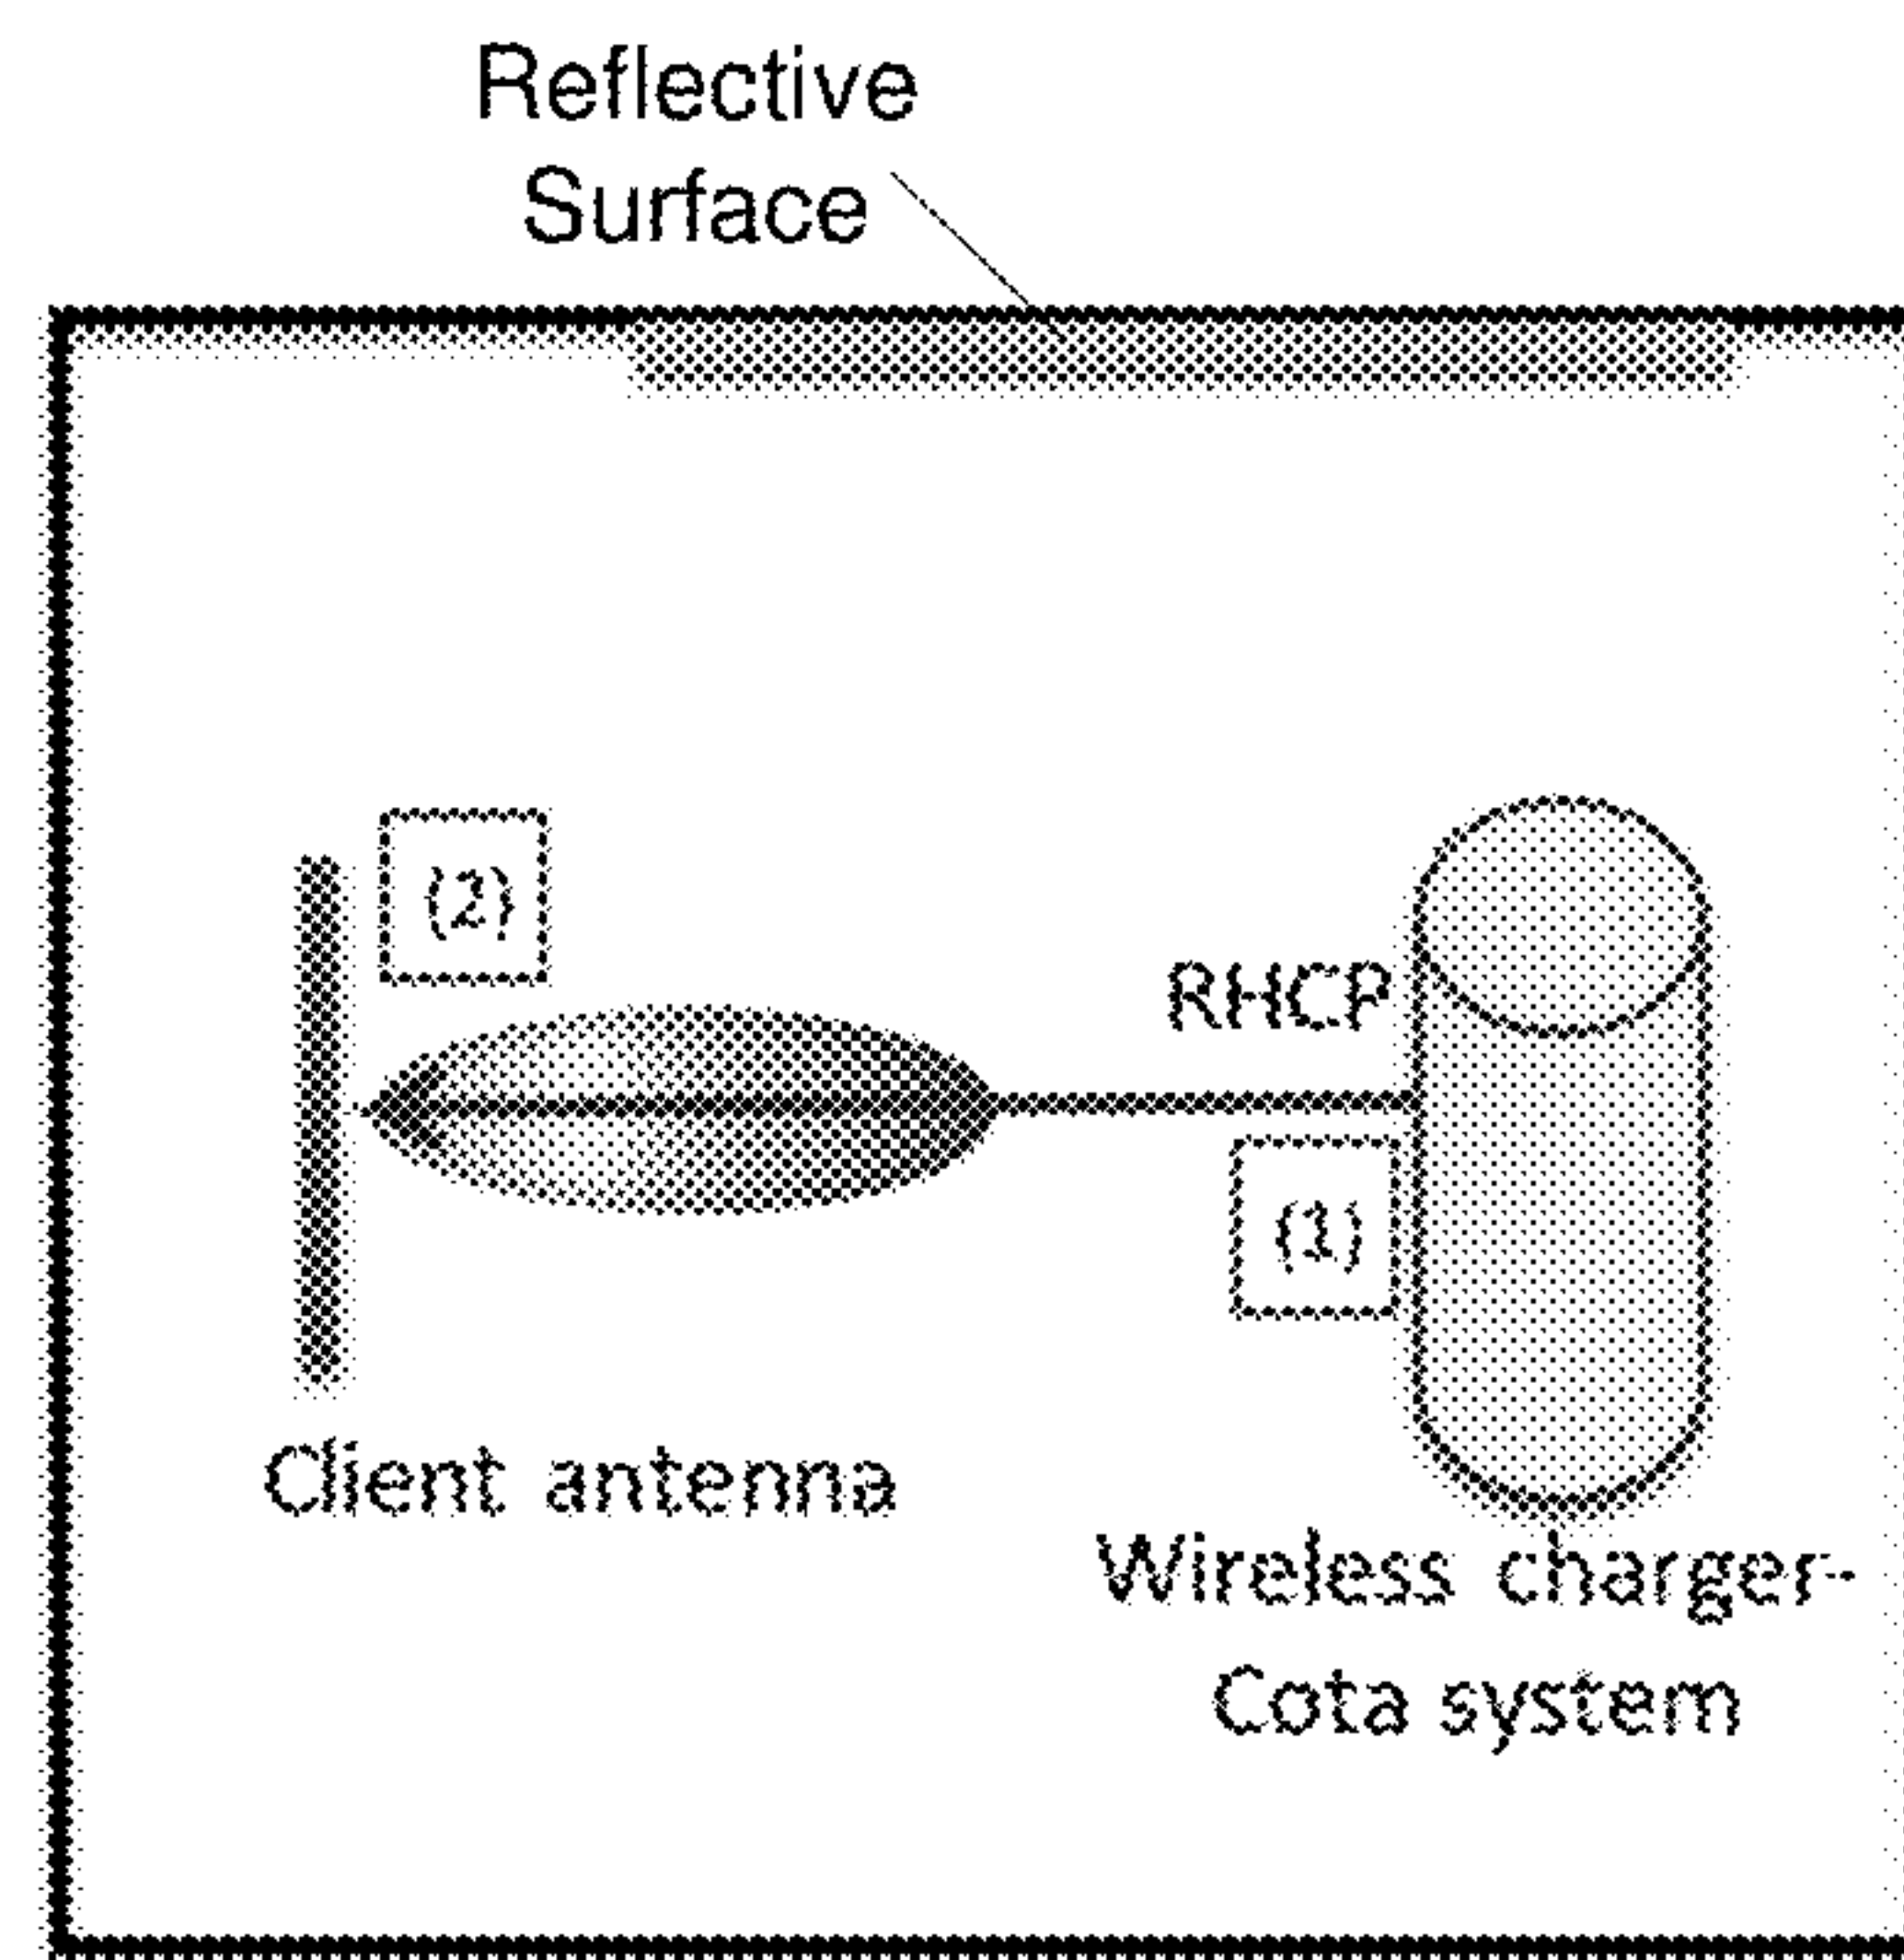 Reflective
Surface
(2)
RHCP
(1)
Client antenna
Wireless charger-
Cota system